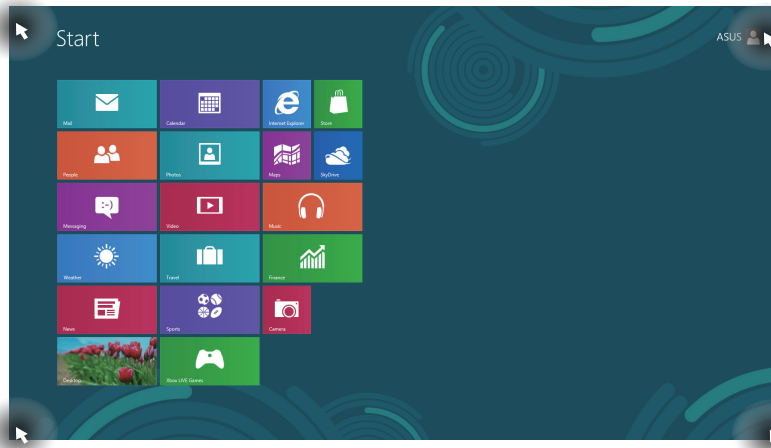 Start
ASUS
Mail
Calendar
Internet Explorer
Store
People
Photos
Maps
SkyDrive
:-)
Messaging
Video
Music
Weather
Travel
Finance
News
Sports
Camera
Desktop
Xbox LIVE Games